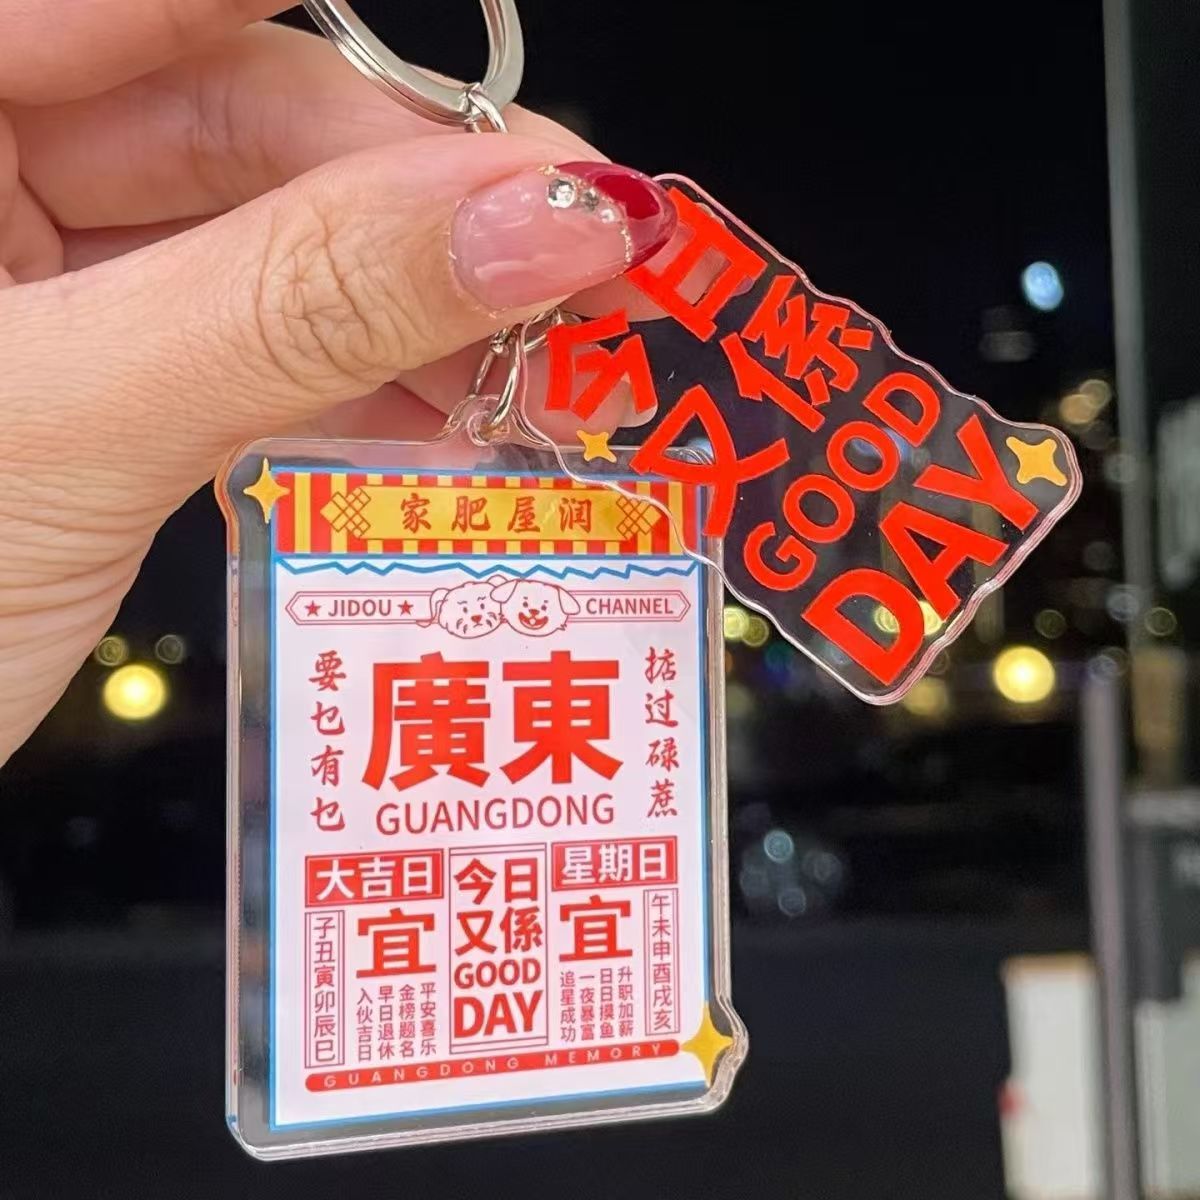 今日
又係
GOOD
DAY
家肥屋润
JIDOU
CHANNEL
要乜有乜
廣東
掂过碌蔗
GUANGDONG
大吉日
今日
又係
GOOD
DAY
星期日
子丑寅卯辰巳
宜
平安喜乐
金榜题名
早日退休
入伙吉日
宜
升职加薪
日日摸鱼
一夜暴富
追星成功
午未申酉戌亥
GUANGDONG MEMORY